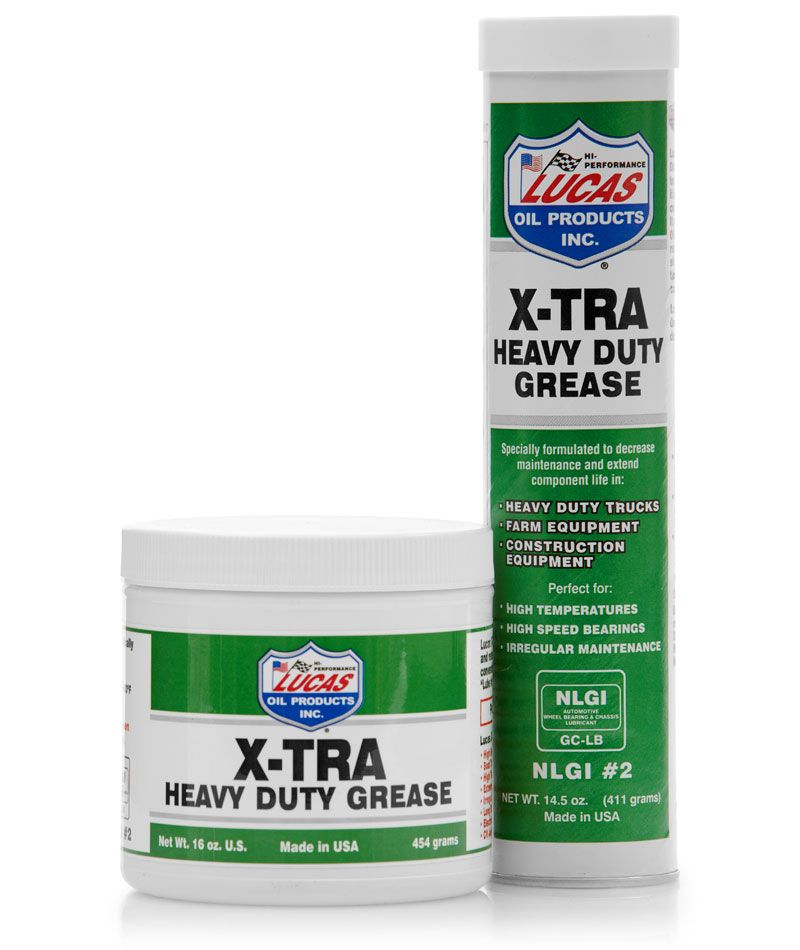 HI-
PERFORMANCE
LUCAS
OIL PRODUCTS
INC.
®
X-TRA
HEAVY DUTY
GREASE
Specially formulated to decrease
maintenance and extend
component life in:
· HEAVY DUTY TRUCKS
· FARM EQUIPMENT
· CONSTRUCTION
EQUIPMENT
Perfect for:
· HIGH TEMPERATURES
· HIGH SPEED BEARINGS
· IRREGULAR MAINTENANCE
NLGI
AUTOMOTIVE
WHEEL BEARING & CHASSIS
LUBRICANT
GC-LB
NLGI #2
NET WT. 14.5 oz. (411 grams)
Made in USA
HI-
PERFORMANCE
LUCAS
OIL PRODUCTS
INC.
®
X-TRA
HEAVY DUTY GREASE
Net Wt. 16 oz. U.S. Made in USA 454 grams
#2